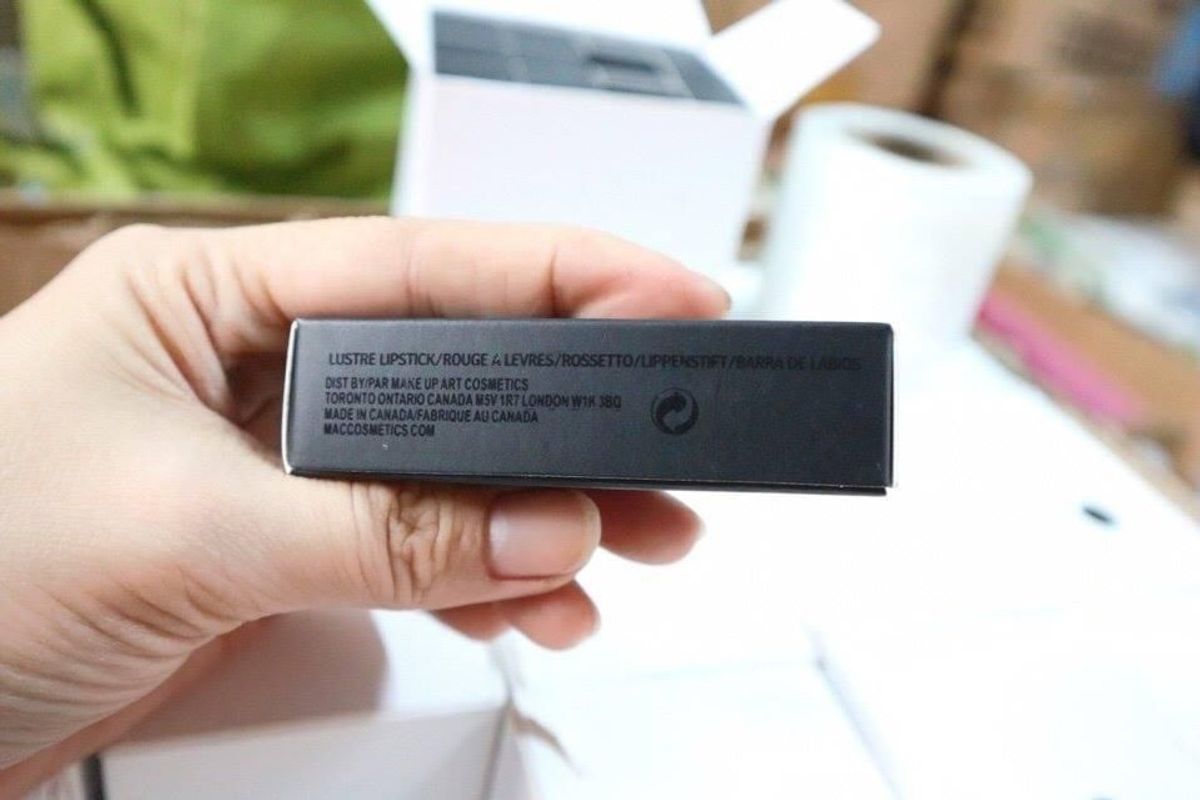 LUSTRE LIPSTICK/ROUGE A LEVRES/ROSSETTO/LIPPENSTIFT/BARRA DE LABIOS
DIST BY/PAR MAKE UP ART COSMETICS
TORONTO ONTARIO CANADA M5V 1R7 LONDON W1K 3BQ
MADE IN CANADA/FABRIQUE AU CANADA
MACCOSMETICS COM